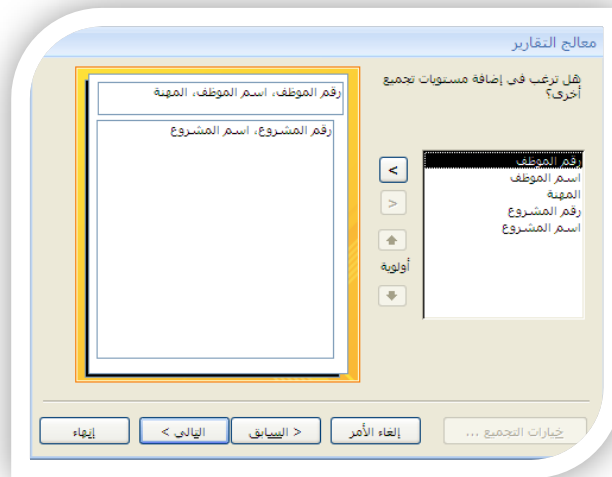 معالج التقارير
هل ترغب في إضافة مستويات تجميع
أخرى؟
رقم الموظف
اسم الموظف
المهنة
رقم المشروع
اسم المشروع
>
<
أولوية
رقم الموظف، اسم الموظف، المهنة
رقم المشروع، اسم المشروع
خيارات التجميع ...
إلغاء الأمر
< السابق
التالي >
إنهاء